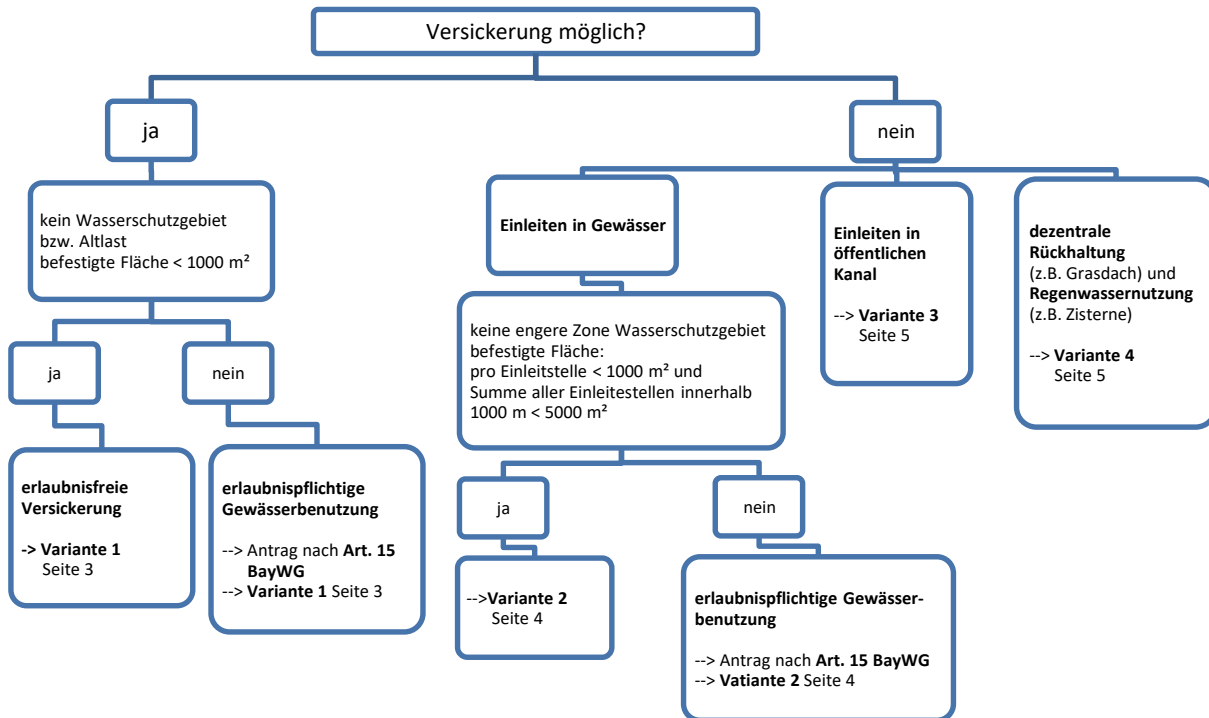 Versickerung möglich?
ja
nein
kein Wasserschutzgebiet
bzw. Altlast
befestigte Fläche < 1000 m²
ja
nein
erlaubnisfreie
Versickerung
-> Variante 1
Seite 3
erlaubnispflichtige
Gewässerbenutzung
--> Antrag nach Art. 15
BayWG
--> Variante 1 Seite 3
Einleiten in Gewässer
keine engere Zone Wasserschutzgebiet
befestigte Fläche:
pro Einleitstelle < 1000 m² und
Summe aller Einleitestellen innerhalb
1000 m < 5000 m²
ja
nein
-->Variante 2
Seite 4
erlaubnispflichtige Gewässer-
benutzung
--> Antrag nach Art. 15 BayWG
--> Vatiante 2 Seite 4
Einleiten in
öffentlichen
Kanal
--> Variante 3
Seite 5
dezentrale
Rückhaltung
(z.B. Grasdach) und
Regenwassernutzung
(z.B. Zisterne)
--> Variante 4
Seite 5